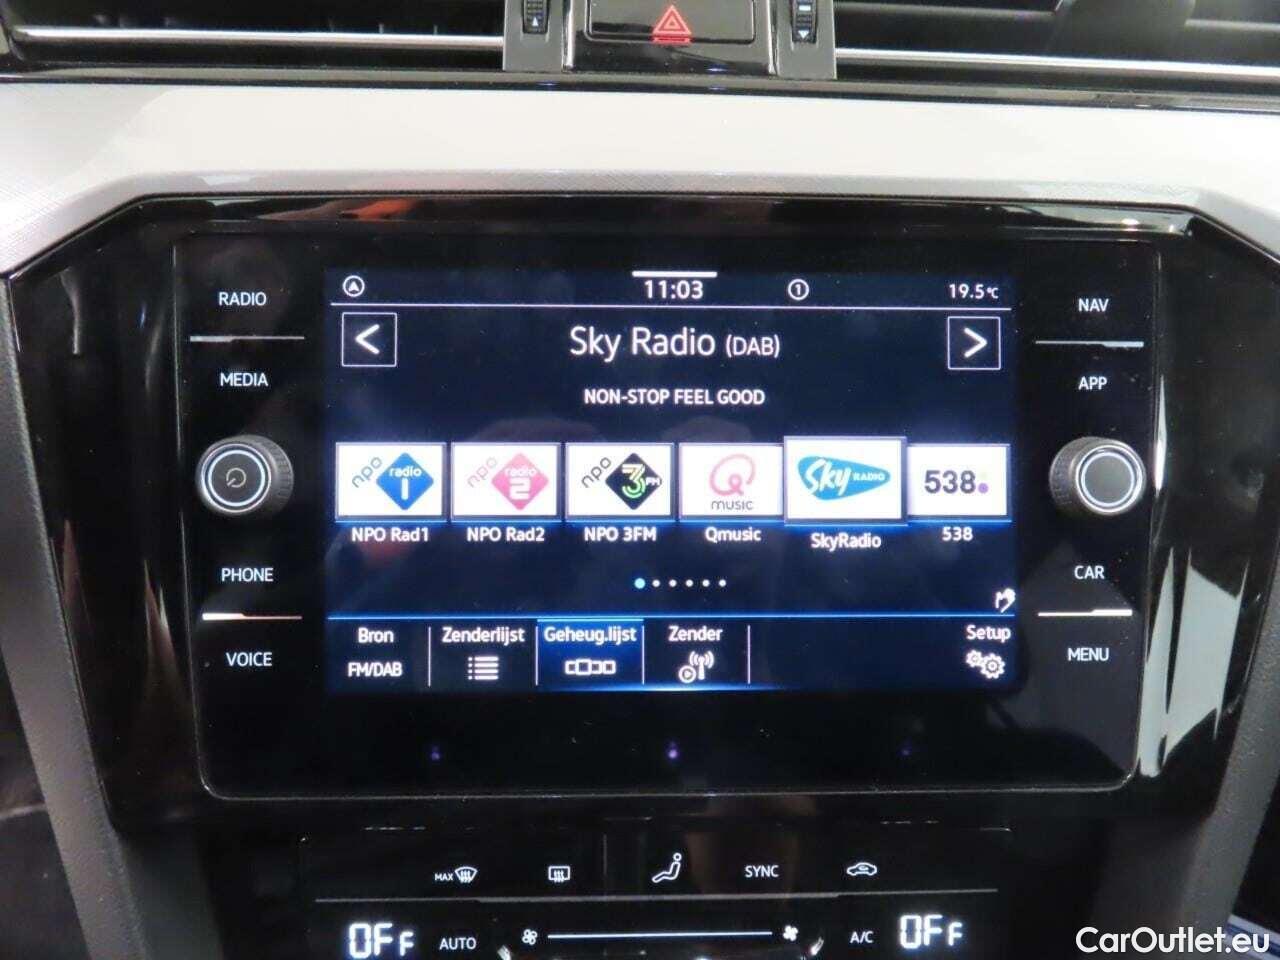 RADIO
MEDIA
PHONE
VOICE
NAV
APP
CAR
MENU
11:03
1
19.5°C
Sky Radio (DAB)
NON-STOP FEEL GOOD
npo radio 1
npo radio 2
npo 3FM
Q music
Sky RADIO
538
NPO Rad1
NPO Rad2
NPO 3FM
Qmusic
SkyRadio
538
Bron
FM/DAB
Zenderlijst
Geheug.lijst
Zender
Setup
MAX
SYNC
OFF
AUTO
A/C
OFF
CarOutlet.eu